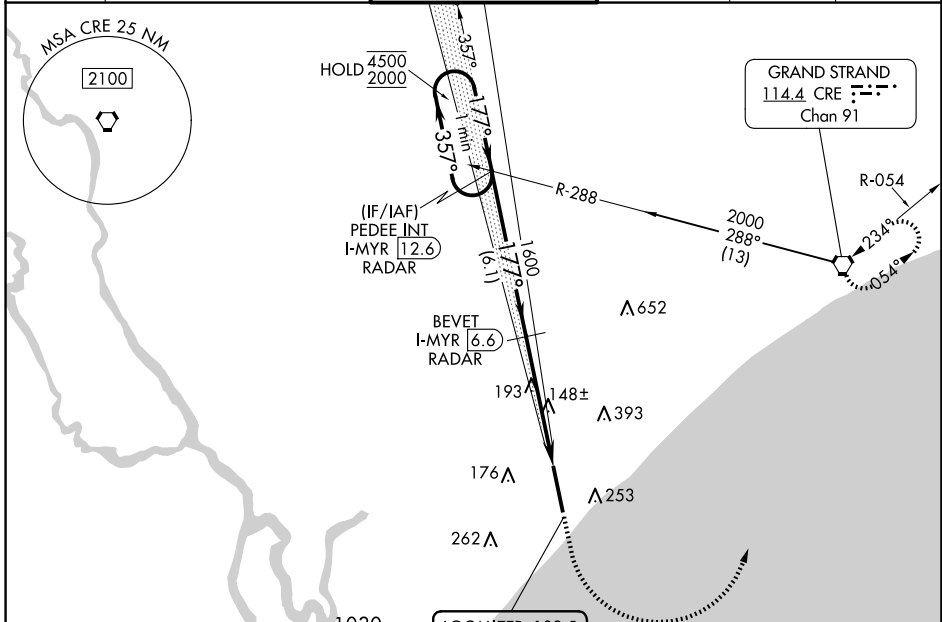 MSA CRE 25 NM
2100
HOLD 4500
2000
357°
177°
1 min
357°
GRAND STRAND
114.4 CRE
Chan 91
R-054
234°
054°
R-288
2000
288°
(13)
(IF/IAF)
PEDEE INT
I-MYR 12.6
RADAR
1600
177°
(6.1)
BEVET
I-MYR 6.6
RADAR
652
193
148±
393
176
253
262